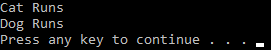 Cat Runs
Dog Runs
Press any key to continue . . .